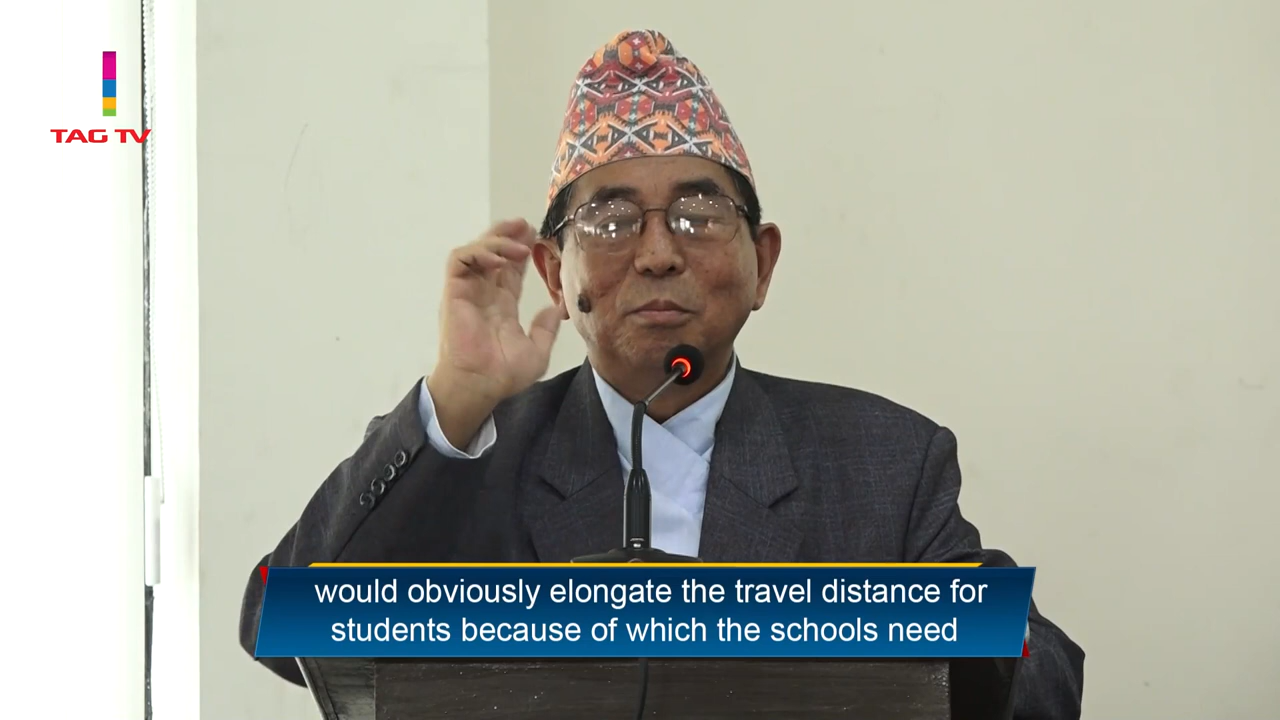 TAG TV
would obviously elongate the travel distance for
students because of which the schools need